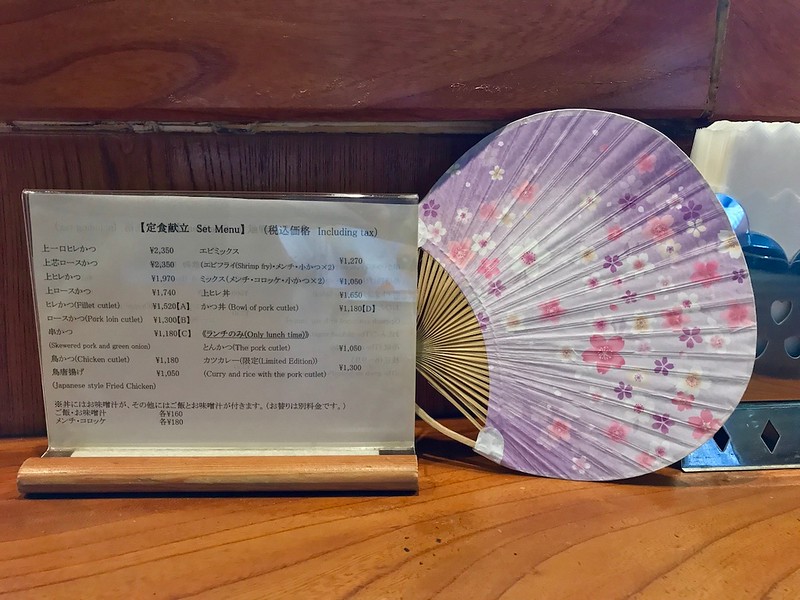 【定食献立 Set Menu】 (税込価格 Including tax)
上一口ヒレかつ ¥2,350
上芯ロースかつ ¥2,350
上ヒレかつ ¥1,970
上ロースかつ ¥1,740
ヒレかつ(Fillet cutlet) ¥1,520【A】
ロースかつ(Pork loin cutlet) ¥1,300【B】
串かつ ¥1,180【C】
(Skewered pork and green onion)
鳥かつ(Chicken cutlet) ¥1,180
鳥唐揚げ ¥1,050
(Japanese style Fried Chicken)
エビミックス
(エビフライ(Shrimp fry)・メンチ・小かつ×2) ¥1,270
ミックス(メンチ・コロッケ・小かつ×2) ¥1,050
上ヒレ丼 ¥1,650
かつ丼 (Bowl of pork cutlet) ¥1,180【D】
《ランチのみ(Only lunch time)》
とんかつ(The pork cutlet) ¥1,050
カツカレー(限定(Limited Edition))
(Curry and rice with the pork cutlet) ¥1,300
※丼にはお味噌汁が、その他にはご飯とお味噌汁が付きます。(お替りは別料金です。)
ご飯・お味噌汁 各¥160
メンチ・コロッケ 各¥180